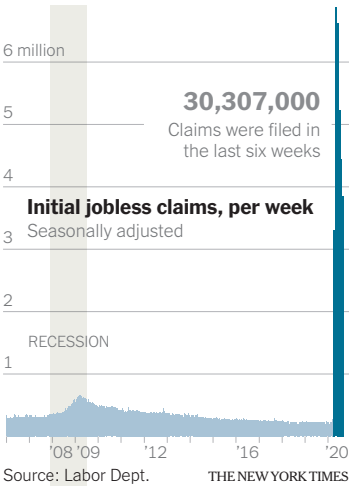 6 million
30,307,000
5
Claims were filed in
the last six weeks
4
Initial jobless claims, per week
3
Seasonally adjusted
2
RECESSION
1
’08 ’09 ’12 ’16 ’20
Source: Labor Dept. THE NEW YORK TIMES